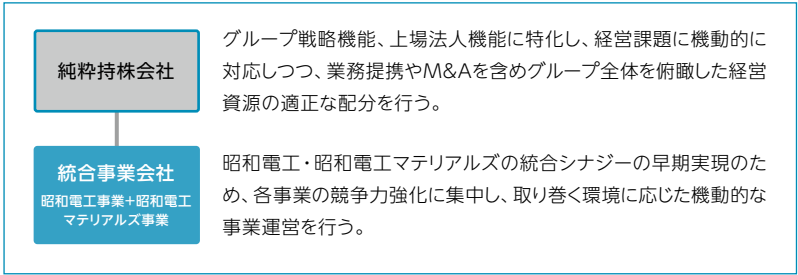 純粋持株会社
グループ戦略機能、上場法人機能に特化し、経営課題に機動的に
対応しつつ、業務提携やM&Aを含めグループ全体を俯瞰した経営
資源の適正な配分を行う。
統合事業会社
昭和電工事業+昭和電工
マテリアルズ事業
昭和電工・昭和電工マテリアルズの統合シナジーの早期実現のた
め、各事業の競争力強化に集中し、取り巻く環境に応じた機動的な
事業運営を行う。